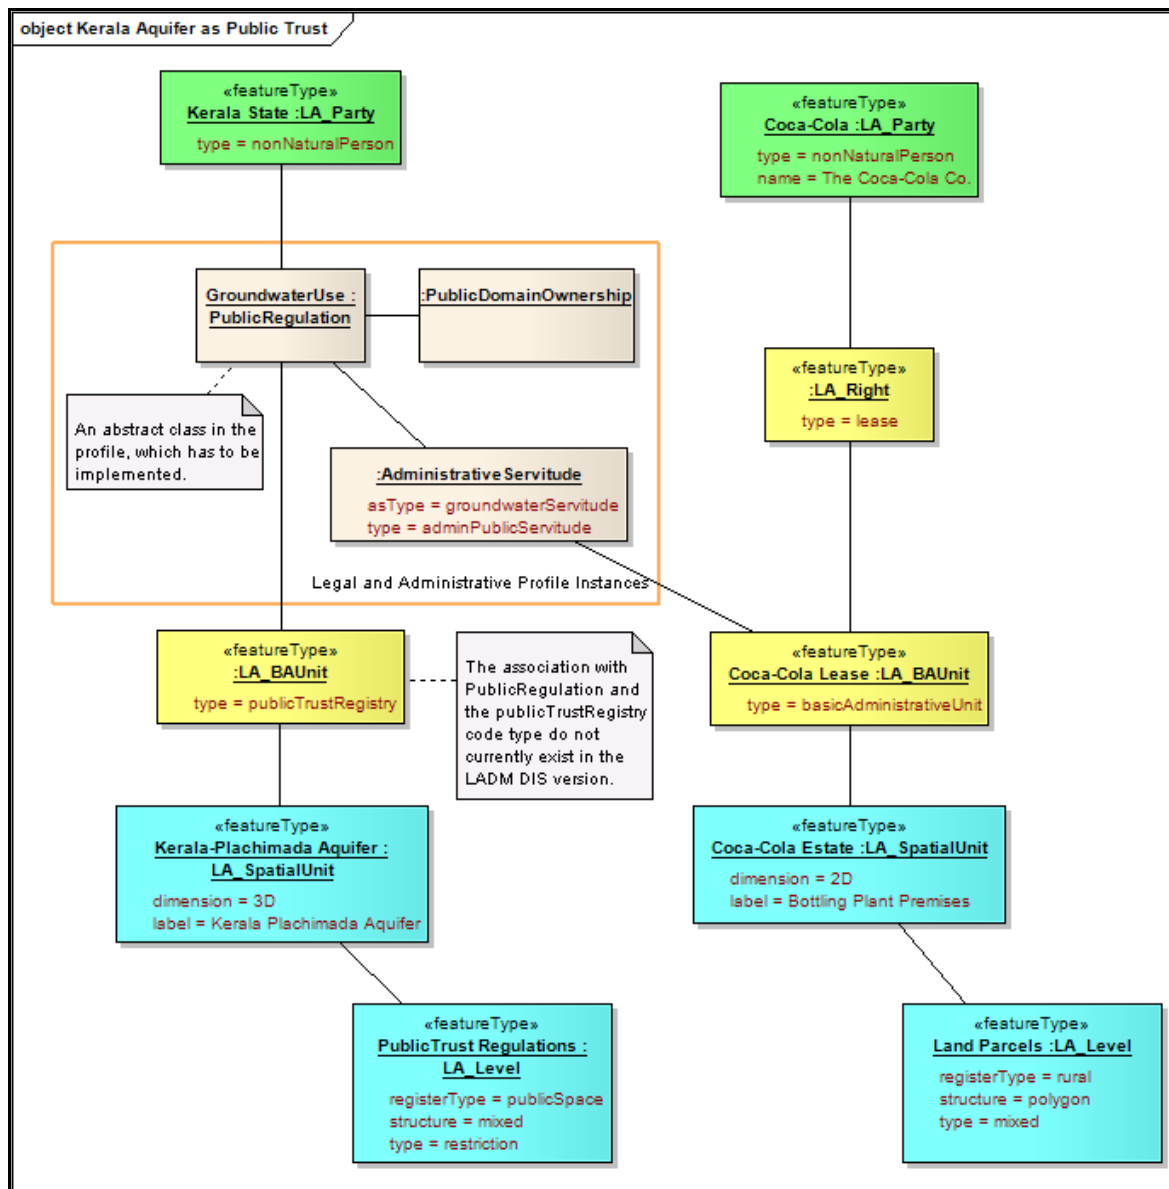 object Kerala Aquifer as Public Trust
«featureType»
Kerala State :LA_Party
type = nonNaturalPerson
«featureType»
Coca-Cola :LA_Party
type = nonNaturalPerson
name = The Coca-Cola Co.
GroundwaterUse :
PublicRegulation
:PublicDomainOwnership
«featureType»
:LA_Right
type = lease
An abstract class in the
profile, which has to be
implemented.
:AdministrativeServitude
asType = groundwaterServitude
type = adminPublicServitude
Legal and Administrative Profile Instances
«featureType»
:LA_BAUnit
type = publicTrustRegistry
The association with
PublicRegulation and
the publicTrustRegistry
code type do not
currently exist in the
LADM DIS version.
«featureType»
Coca-Cola Lease :LA_BAUnit
type = basicAdministrativeUnit
«featureType»
Kerala-Plachimada Aquifer :
LA_SpatialUnit
dimension = 3D
label = Kerala Plachimada Aquifer
«featureType»
Coca-Cola Estate :LA_SpatialUnit
dimension = 2D
label = Bottling Plant Premises
«featureType»
PublicTrust Regulations :
LA_Level
registerType = publicSpace
structure = mixed
type = restriction
«featureType»
Land Parcels :LA_Level
registerType = rural
structure = polygon
type = mixed